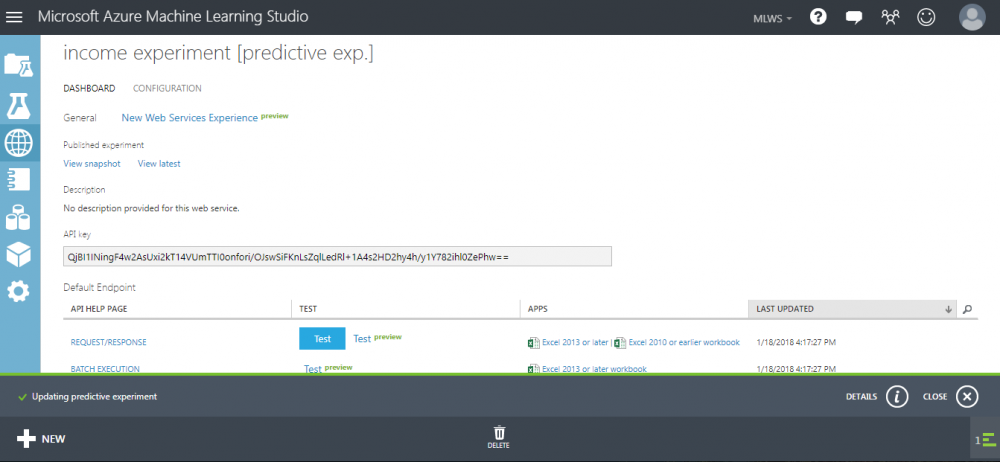 Microsoft Azure Machine Learning Studio MLWS
income experiment [predictive exp.]
DASHBOARD CONFIGURATION
General New Web Services Experience preview
Published experiment
View snapshot View latest
Description
No description provided for this web service.
API key
QjBI1INingF4w2AsUxi2kT14VUmTTI0onfori/OJswSiFKnLsZqlLedRl+1A4s2HD2hy4h/y1Y782ihl0ZePhw==
Default Endpoint
API HELP PAGE TEST APPS LAST UPDATED
REQUEST/RESPONSE Test Test preview Excel 2013 or later | Excel 2010 or earlier workbook 1/18/2018 4:17:27 PM
BATCH EXECUTION Test preview Excel 2013 or later workbook 1/18/2018 4:17:27 PM
Updating predictive experiment DETAILS CLOSE
NEW DELETE 1